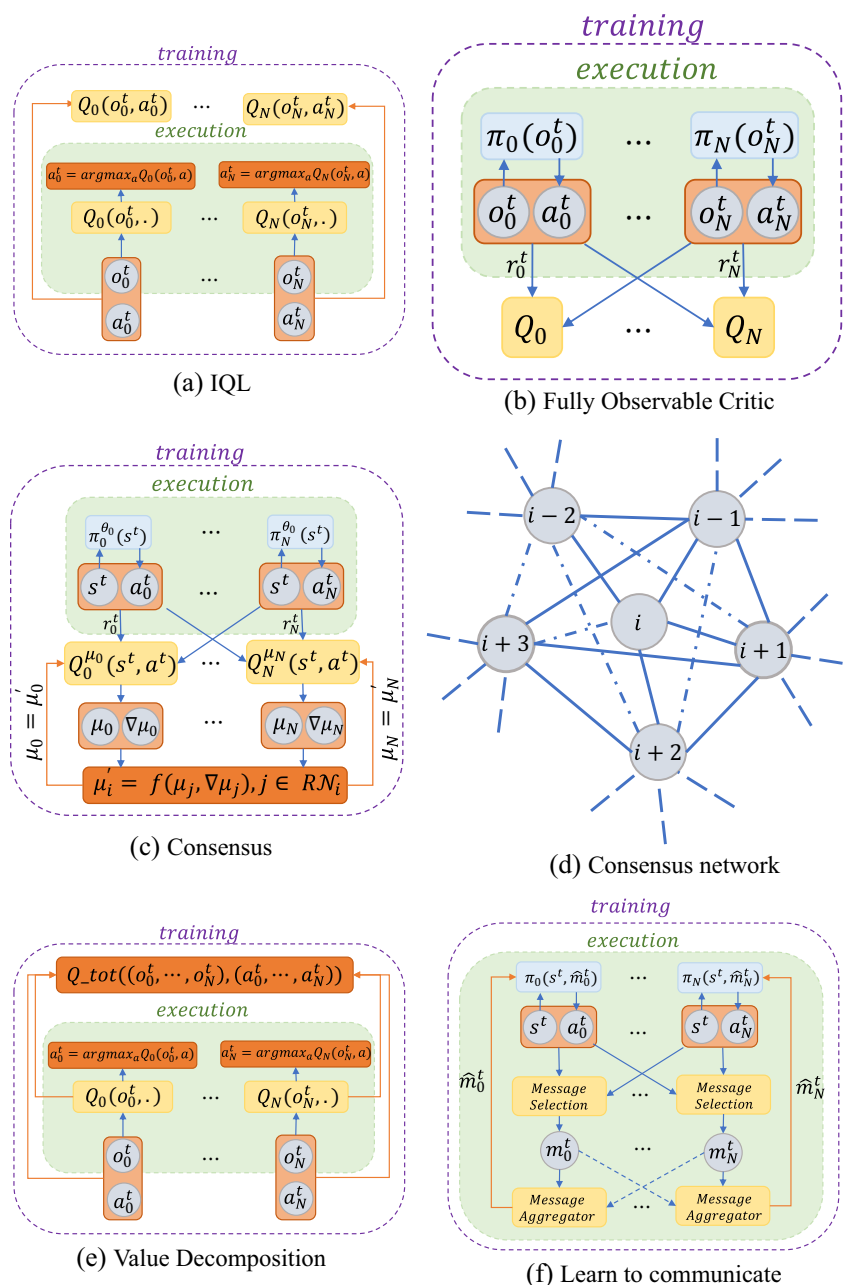 training
Q_0(o_0^t, a_0^t) ... Q_N(o_N^t, a_N^t)
execution
a_0^t = argmax_a Q_0(o_0^t, a) a_N^t = argmax_a Q_N(o_N^t, a)
Q_0(o_0^t, .) ... Q_N(o_N^t, .)
o_0^t ... o_N^t
a_0^t a_N^t
(a) IQL
training
execution
π_0(o_0^t) ... π_N(o_N^t)
o_0^t a_0^t ... o_N^t a_N^t
r_0^t r_N^t
Q_0 ... Q_N
(b) Fully Observable Critic
training
execution
π_0^{θ_0}(s^t) ... π_N^{θ_0}(s^t)
s^t a_0^t ... s^t a_N^t
r_0^t r_N^t
Q_0^{μ_0}(s^t, a^t) ... Q_N^{μ_N}(s^t, a^t)
μ_0 = μ_0^'
μ_N = μ_N^'
μ_0 ∇μ_0 ... μ_N ∇μ_N
μ_i^' = f(μ_j, ∇μ_j), j ∈ RN_i
(c) Consensus
i − 2
i − 1
i
i + 3
i + 1
i + 2
(d) Consensus network
training
Q_tot((o_0^t, ⋯, o_N^t), (a_0^t, ⋯, a_N^t))
execution
a_0^t = argmax_a Q_0(o_0^t, a) a_N^t = argmax_a Q_N(o_N^t, a)
Q_0(o_0^t, .) ... Q_N(o_N^t, .)
o_0^t ... o_N^t
a_0^t a_N^t
(e) Value Decomposition
training
execution
π_0(s^t, m̂_0^t) ... π_N(s^t, m̂_N^t)
s^t a_0^t ... s^t a_N^t
m̂_0^t
m̂_N^t
Message ... Message
Selection Selection
m_0^t ... m_N^t
Message ... Message
Aggregator Aggregator
(f) Learn to communicate